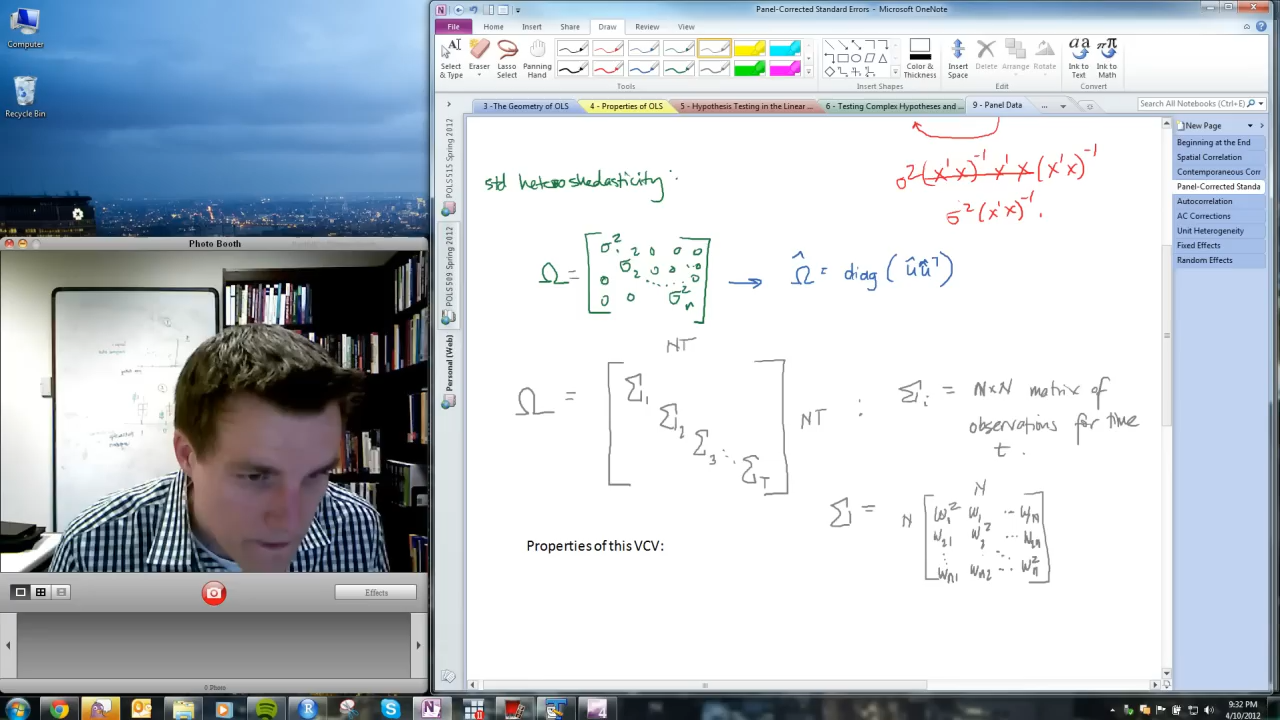 Panel-Corrected Standard Errors - Microsoft OneNote
File Home Insert Share Draw Review View
Select & Type
Eraser
Lasso Select
Panning Hand
Color & Thickness
Insert Space
Delete
Arrange
Rotate
Ink to Text
Ink to Math
Tools
Insert Shapes
Edit
Convert
3 -The Geometry of OLS
4 - Properties of OLS
5 - Hypothesis Testing in the Linear ...
6 - Testing Complex Hypotheses and ...
9 - Panel Data
Search All Notebooks (Ctrl+E)
New Page
Beginning at the End
Spatial Correlation
Contemporaneous Corr
Panel-Corrected Standa
Autocorrelation
AC Corrections
Unit Heterogeneity
Fixed Effects
Random Effects
POLS 515 Spring 2012
POLS 509 Spring 2012
Personal (Web)
Computer
Recycle Bin
Photo Booth
Effects
0 Photo
σ²(x'x)⁻¹ x'x (x'x)⁻¹
σ²(x'x)⁻¹.
std heteroskedasticity:
Ω =
Ω̂ = diag (ûû')
NT
Ω = [Σ₁ Σ₂ Σ₃ ⋱ Σ_T] NT : Σᵢ = N×N matrix of
observations for time
t.
N
Σ = N
Properties of this VCV:
9:32 PM
4/10/2012